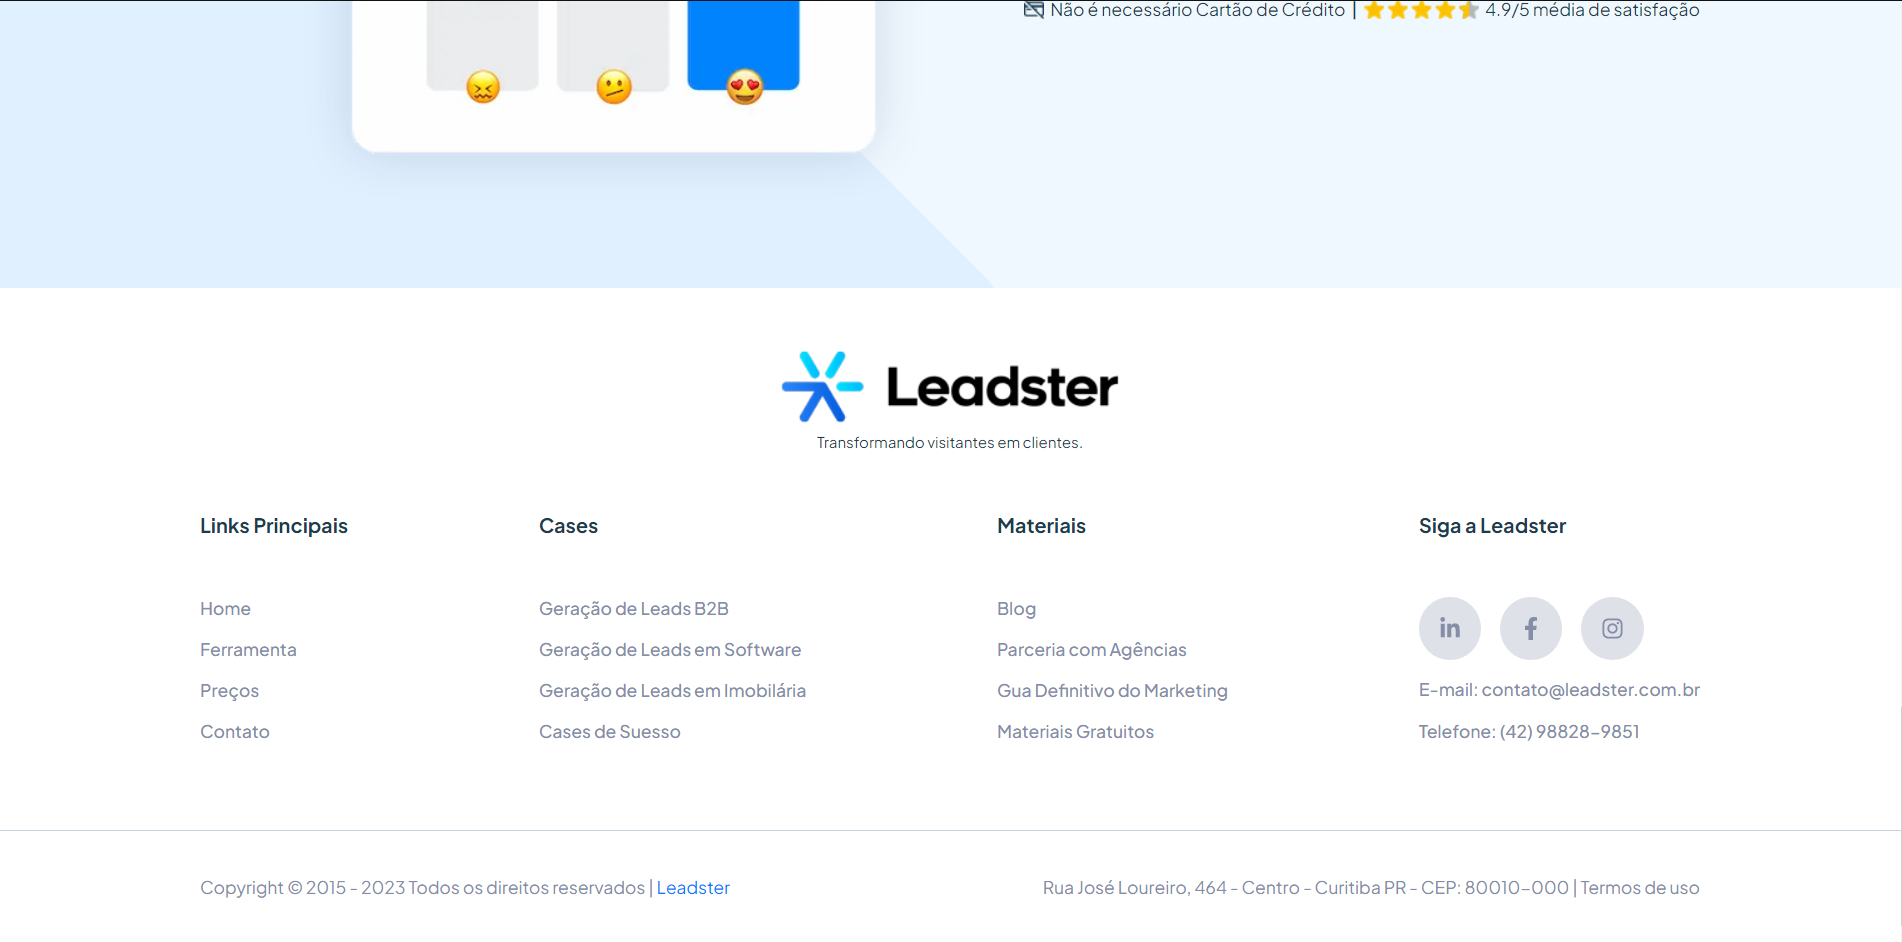 Não é necessário Cartão de Crédito | 4.9/5 média de satisfação
Leadster
Transformando visitantes em clientes.
Links Principais
Home
Ferramenta
Preços
Contato
Cases
Geração de Leads B2B
Geração de Leads em Software
Geração de Leads em Imobilária
Cases de Suesso
Materiais
Blog
Parceria com Agências
Gua Definitivo do Marketing
Materiais Gratuitos
Siga a Leadster
E-mail: contato@leadster.com.br
Telefone: (42) 98828-9851
Copyright © 2015 - 2023 Todos os direitos reservados | Leadster
Rua José Loureiro, 464 - Centro - Curitiba PR - CEP: 80010-000 | Termos de uso